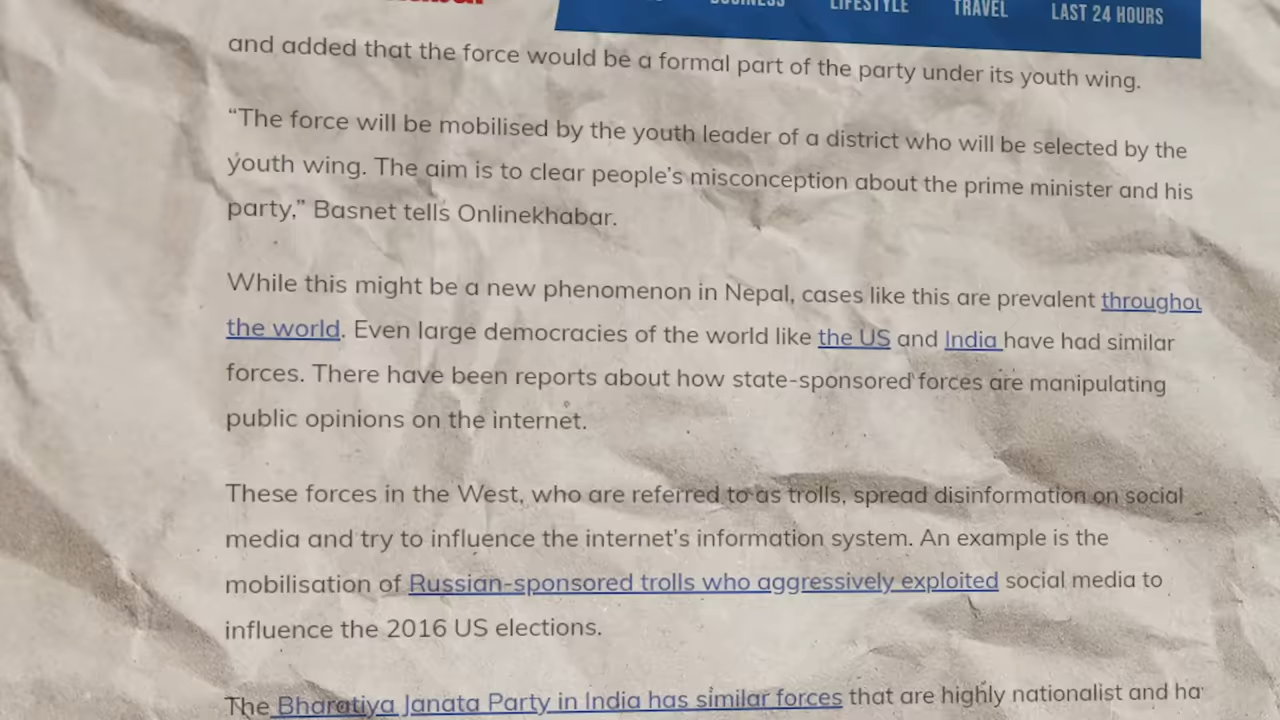 LIFESTYLE
TRAVEL
LAST 24 HOURS
and added that the force would be a formal part of the party under its youth wing.
“The force will be mobilised by the youth leader of a district who will be selected by the
youth wing. The aim is to clear people’s misconception about the prime minister and his
party,” Basnet tells Onlinekhabar.
While this might be a new phenomenon in Nepal, cases like this are prevalent
the world. Even large democracies of the world like the US and India have had similar
forces. There have been reports about how state-sponsored forces are manipulating
public opinions on the internet.
These forces in the West, who are referred to as trolls, spread disinformation on social
media and try to influence the internet’s information system. An example is the
mobilisation of Russian-sponsored trolls who aggressively exploited social media to
influence the 2016 US elections.
The Bharatiya Janata Party in India has similar forces that are highly nationalist and